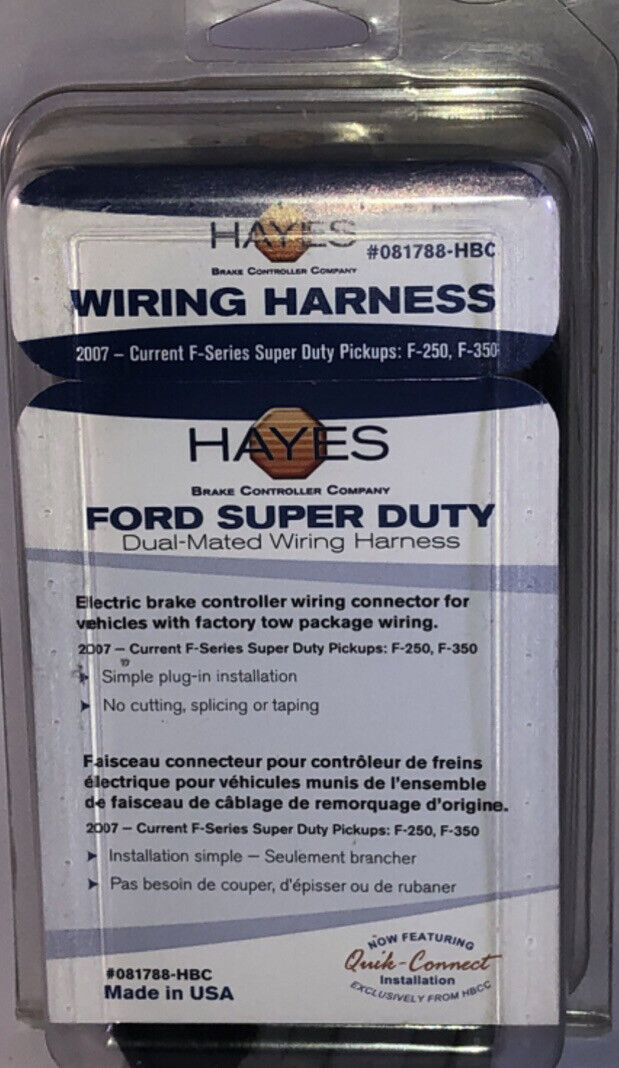 HAYES
#081788-HBC
BRAKE CONTROLLER COMPANY
WIRING HARNESS
2007 – Current F-Series Super Duty Pickups: F-250, F-350
HAYES
BRAKE CONTROLLER COMPANY
FORD SUPER DUTY
Dual-Mated Wiring Harness
Electric brake controller wiring connector for
vehicles with factory tow package wiring.
2007 – Current F-Series Super Duty Pickups: F-250, F-350
Simple plug-in installation
No cutting, splicing or taping
Faisceau connecteur pour contrôleur de freins
électrique pour véhicules munis de l'ensemble
de faisceau de câblage de remorquage d'origine.
2007 – Current F-Series Super Duty Pickups: F-250, F-350
Installation simple – Seulement brancher
Pas besoin de couper, d'épisser ou de rubaner
NOW FEATURING
Quik-Connect
Installation
EXCLUSIVELY FROM HBCC
#081788-HBC
Made in USA